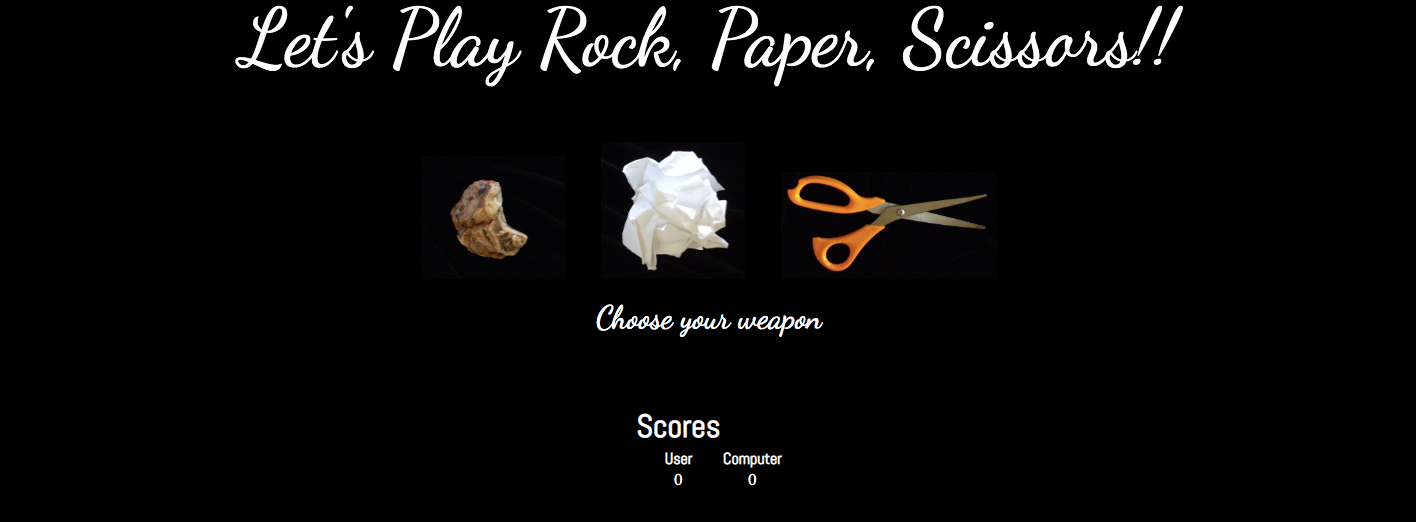 Let's Play Rock, Paper, Scissors!!
Choose your weapon
Scores
User Computer
0 0